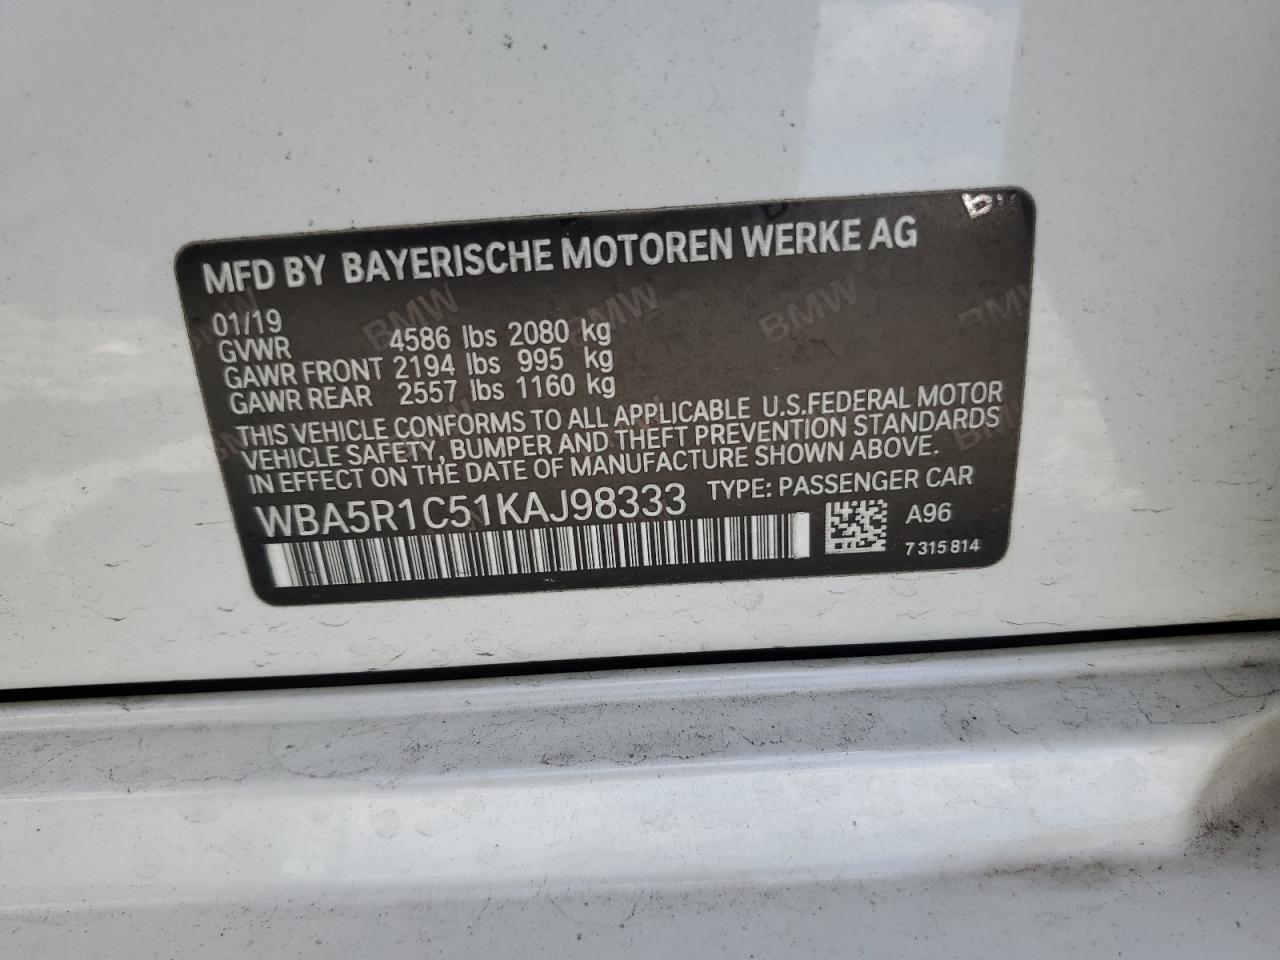 MFD BY BAYERISCHE MOTOREN WERKE AG
01/19
GVWR 4586 lbs 2080 kg
GAWR FRONT 2194 lbs 995 kg
GAWR REAR 2557 lbs 1160 kg
THIS VEHICLE CONFORMS TO ALL APPLICABLE U.S.FEDERAL MOTOR
VEHICLE SAFETY, BUMPER AND THEFT PREVENTION STANDARDS
IN EFFECT ON THE DATE OF MANUFACTURE SHOWN ABOVE.
WBA5R1C51KAJ98333 TYPE: PASSENGER CAR
A96
7 315 814
BMW BMW BMW